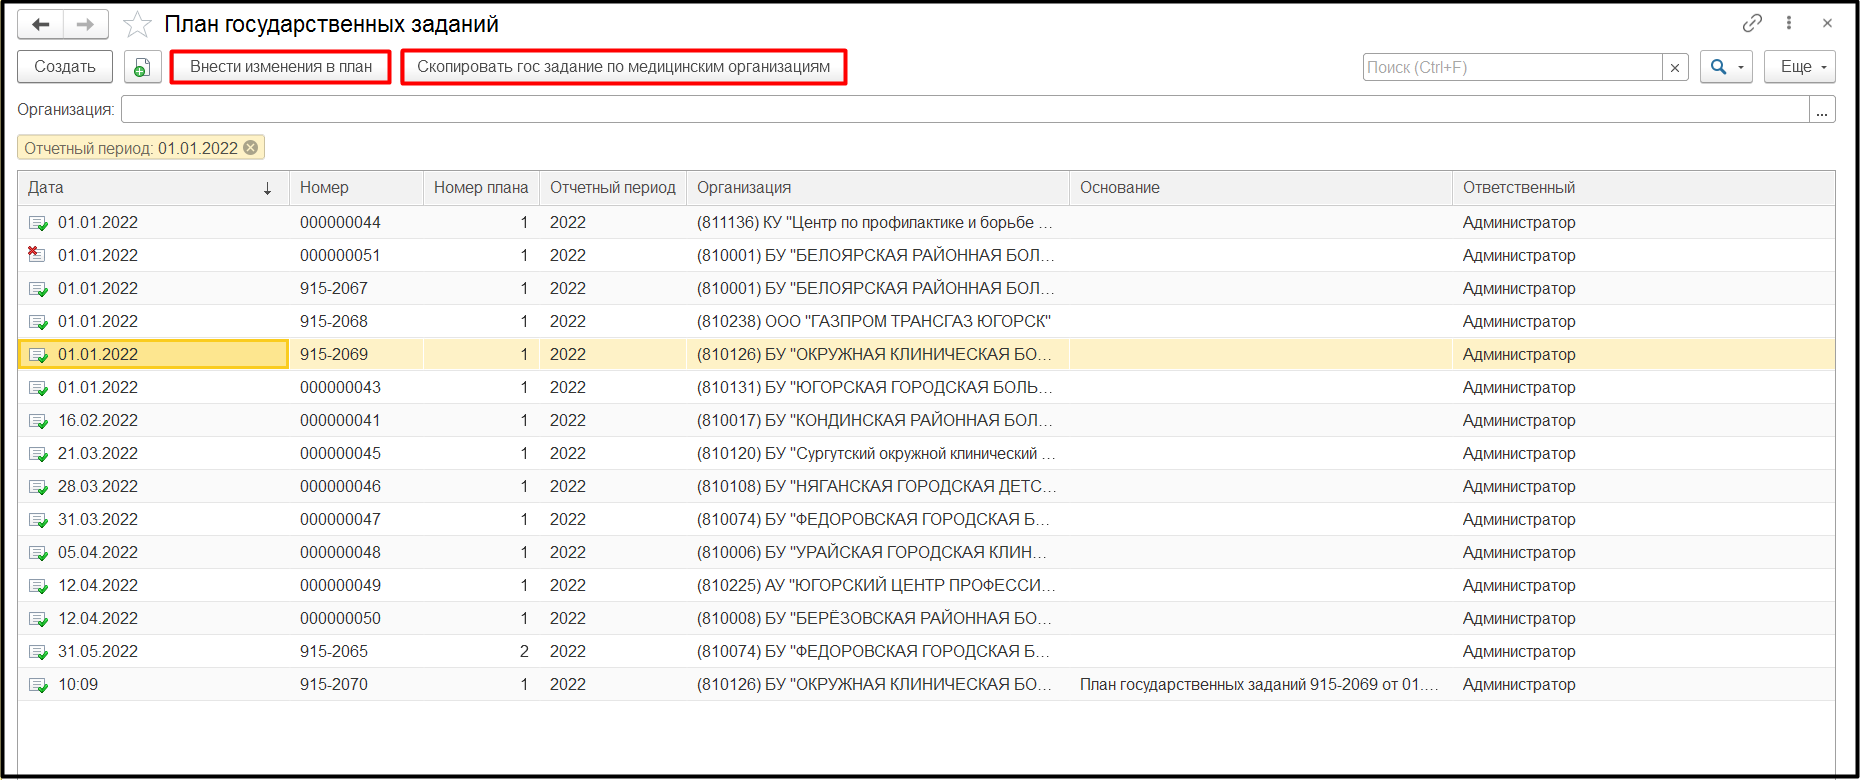 План государственных заданий
Создать Внести изменения в план Скопировать гос задание по медицинским организациям Поиск (Ctrl+F) Еще
Организация:
Отчетный период: 01.01.2022
Дата Номер Номер плана Отчетный период Организация Основание Ответственный
01.01.2022 000000044 1 2022 (811136) КУ "Центр по профилактике и борьбе ... Администратор
01.01.2022 000000051 1 2022 (810001) БУ "БЕЛОЯРСКАЯ РАЙОННАЯ БОЛ... Администратор
01.01.2022 915-2067 1 2022 (810001) БУ "БЕЛОЯРСКАЯ РАЙОННАЯ БОЛ... Администратор
01.01.2022 915-2068 1 2022 (810238) ООО "ГАЗПРОМ ТРАНСГАЗ ЮГОРСК" Администратор
01.01.2022 915-2069 1 2022 (810126) БУ "ОКРУЖНАЯ КЛИНИЧЕСКАЯ БО... Администратор
01.01.2022 000000043 1 2022 (810131) БУ "ЮГОРСКАЯ ГОРОДСКАЯ БОЛЬ... Администратор
16.02.2022 000000041 1 2022 (810017) БУ "КОНДИНСКАЯ РАЙОННАЯ БОЛ... Администратор
21.03.2022 000000045 1 2022 (810120) БУ "Сургутский окружной клинический ... Администратор
28.03.2022 000000046 1 2022 (810108) БУ "НЯГАНСКАЯ ГОРОДСКАЯ ДЕТС... Администратор
31.03.2022 000000047 1 2022 (810074) БУ "ФЕДОРОВСКАЯ ГОРОДСКАЯ Б... Администратор
05.04.2022 000000048 1 2022 (810006) БУ "УРАЙСКАЯ ГОРОДСКАЯ КЛИН... Администратор
12.04.2022 000000049 1 2022 (810225) АУ "ЮГОРСКИЙ ЦЕНТР ПРОФЕССИ... Администратор
12.04.2022 000000050 1 2022 (810008) БУ "БЕРЁЗОВСКАЯ РАЙОННАЯ БО... Администратор
31.05.2022 915-2065 2 2022 (810074) БУ "ФЕДОРОВСКАЯ ГОРОДСКАЯ Б... Администратор
10:09 915-2070 1 2022 (810126) БУ "ОКРУЖНАЯ КЛИНИЧЕСКАЯ БО... План государственных заданий 915-2069 от 01.... Администратор